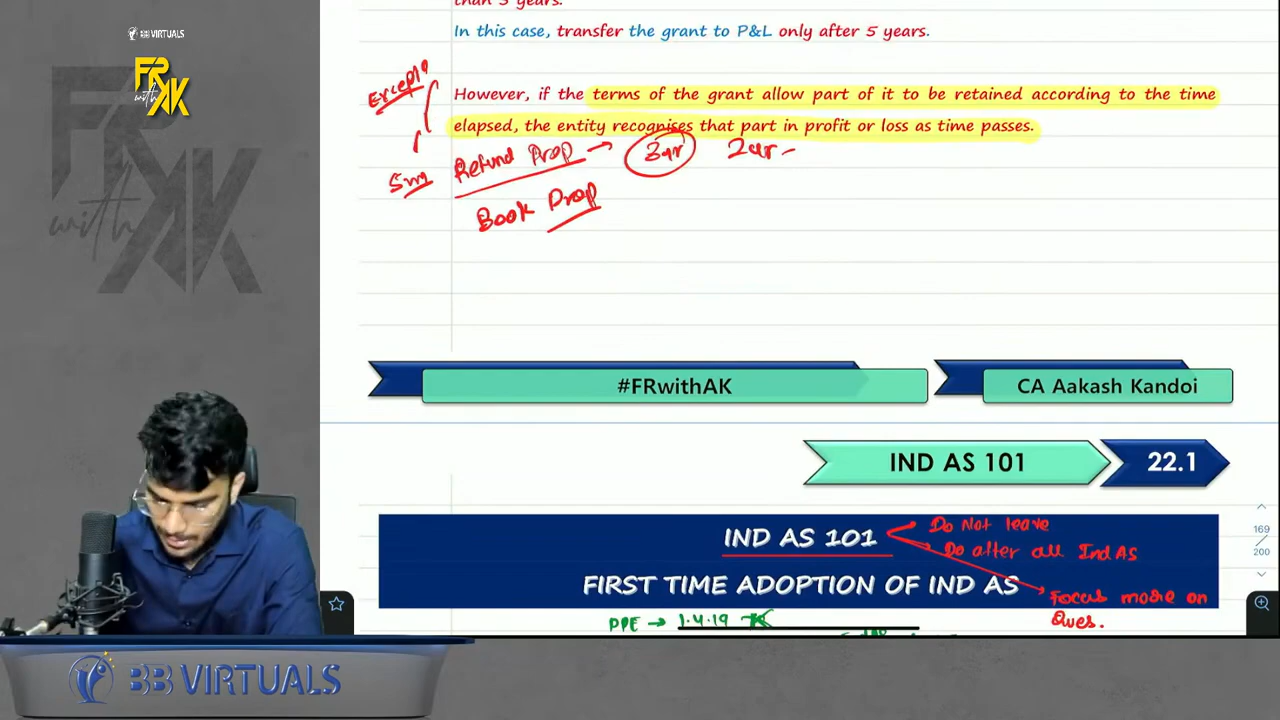 BB VIRTUALS
FR
with
AK
than 5 years.
In this case, transfer the grant to P&L only after 5 years.
Except
However, if the terms of the grant allow part of it to be retained according to the time
elapsed, the entity recognises that part in profit or loss as time passes.
Refund Prop → 3yr 2yr -
Book Prop
#FRwithAK
CA Aakash Kandoi
IND AS 101
22.1
IND AS 101
FIRST TIME ADOPTION OF IND AS
Do Not leave
Do after all Ind AS
Focus more on
Ques.
PPE → 1.4.19
169
200
BB VIRTUALS